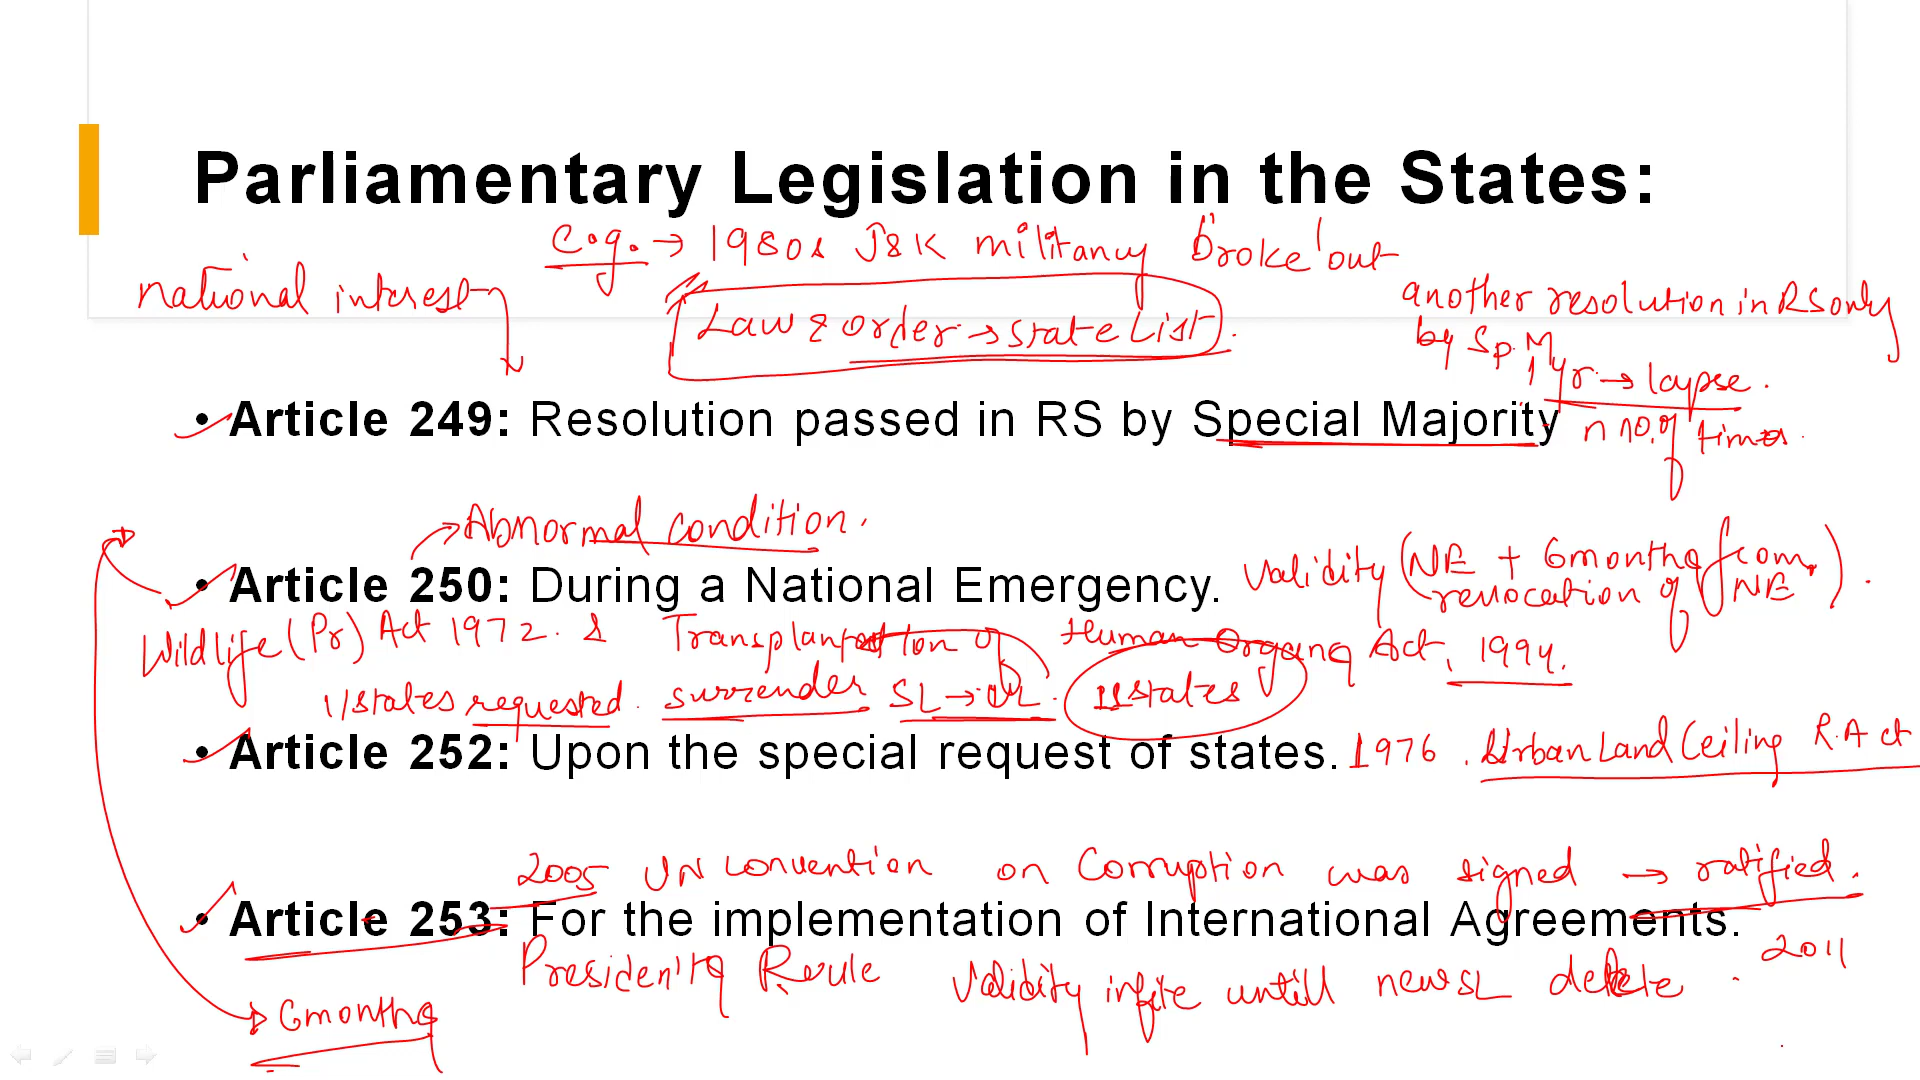 Parliamentary Legislation in the States:
e.g. → 1980s J&K militancy broke out
national interest
Law & order → State List.
another resolution in RS only
by Sp. M
1 yr. → lapse.
n no. of times.
• Article 249: Resolution passed in RS by Special Majority
→ Abnormal condition.
• Article 250: During a National Emergency.
Validity (NE + 6 months from
revocation of NE).
Wildlife (Pr) Act 1972. & Transplantation of Human Organs Act, 1994.
states requested. surrender SL → UL. 11 states
• Article 252: Upon the special request of states.
1976. Urban Land Ceiling R. Act
2005 UN Convention on Corruption was signed → ratified.
• Article 253: For the implementation of International Agreements.
2011
President's Rule
Validity until new SL delete.
→ 6 months